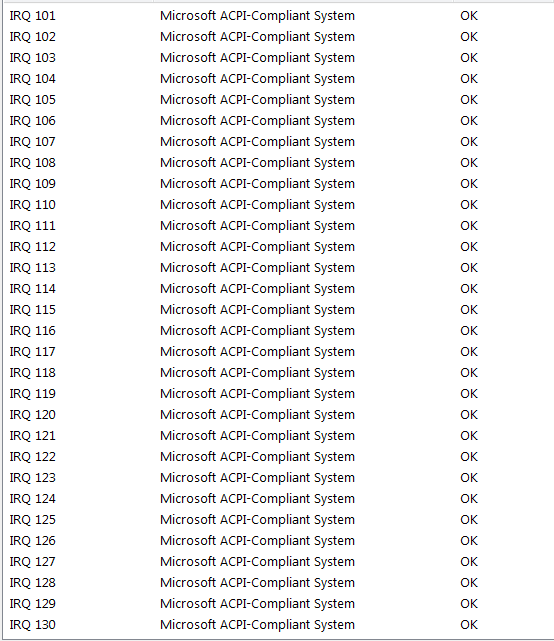 IRQ 101 Microsoft ACPI-Compliant System OK
IRQ 102 Microsoft ACPI-Compliant System OK
IRQ 103 Microsoft ACPI-Compliant System OK
IRQ 104 Microsoft ACPI-Compliant System OK
IRQ 105 Microsoft ACPI-Compliant System OK
IRQ 106 Microsoft ACPI-Compliant System OK
IRQ 107 Microsoft ACPI-Compliant System OK
IRQ 108 Microsoft ACPI-Compliant System OK
IRQ 109 Microsoft ACPI-Compliant System OK
IRQ 110 Microsoft ACPI-Compliant System OK
IRQ 111 Microsoft ACPI-Compliant System OK
IRQ 112 Microsoft ACPI-Compliant System OK
IRQ 113 Microsoft ACPI-Compliant System OK
IRQ 114 Microsoft ACPI-Compliant System OK
IRQ 115 Microsoft ACPI-Compliant System OK
IRQ 116 Microsoft ACPI-Compliant System OK
IRQ 117 Microsoft ACPI-Compliant System OK
IRQ 118 Microsoft ACPI-Compliant System OK
IRQ 119 Microsoft ACPI-Compliant System OK
IRQ 120 Microsoft ACPI-Compliant System OK
IRQ 121 Microsoft ACPI-Compliant System OK
IRQ 122 Microsoft ACPI-Compliant System OK
IRQ 123 Microsoft ACPI-Compliant System OK
IRQ 124 Microsoft ACPI-Compliant System OK
IRQ 125 Microsoft ACPI-Compliant System OK
IRQ 126 Microsoft ACPI-Compliant System OK
IRQ 127 Microsoft ACPI-Compliant System OK
IRQ 128 Microsoft ACPI-Compliant System OK
IRQ 129 Microsoft ACPI-Compliant System OK
IRQ 130 Microsoft ACPI-Compliant System OK